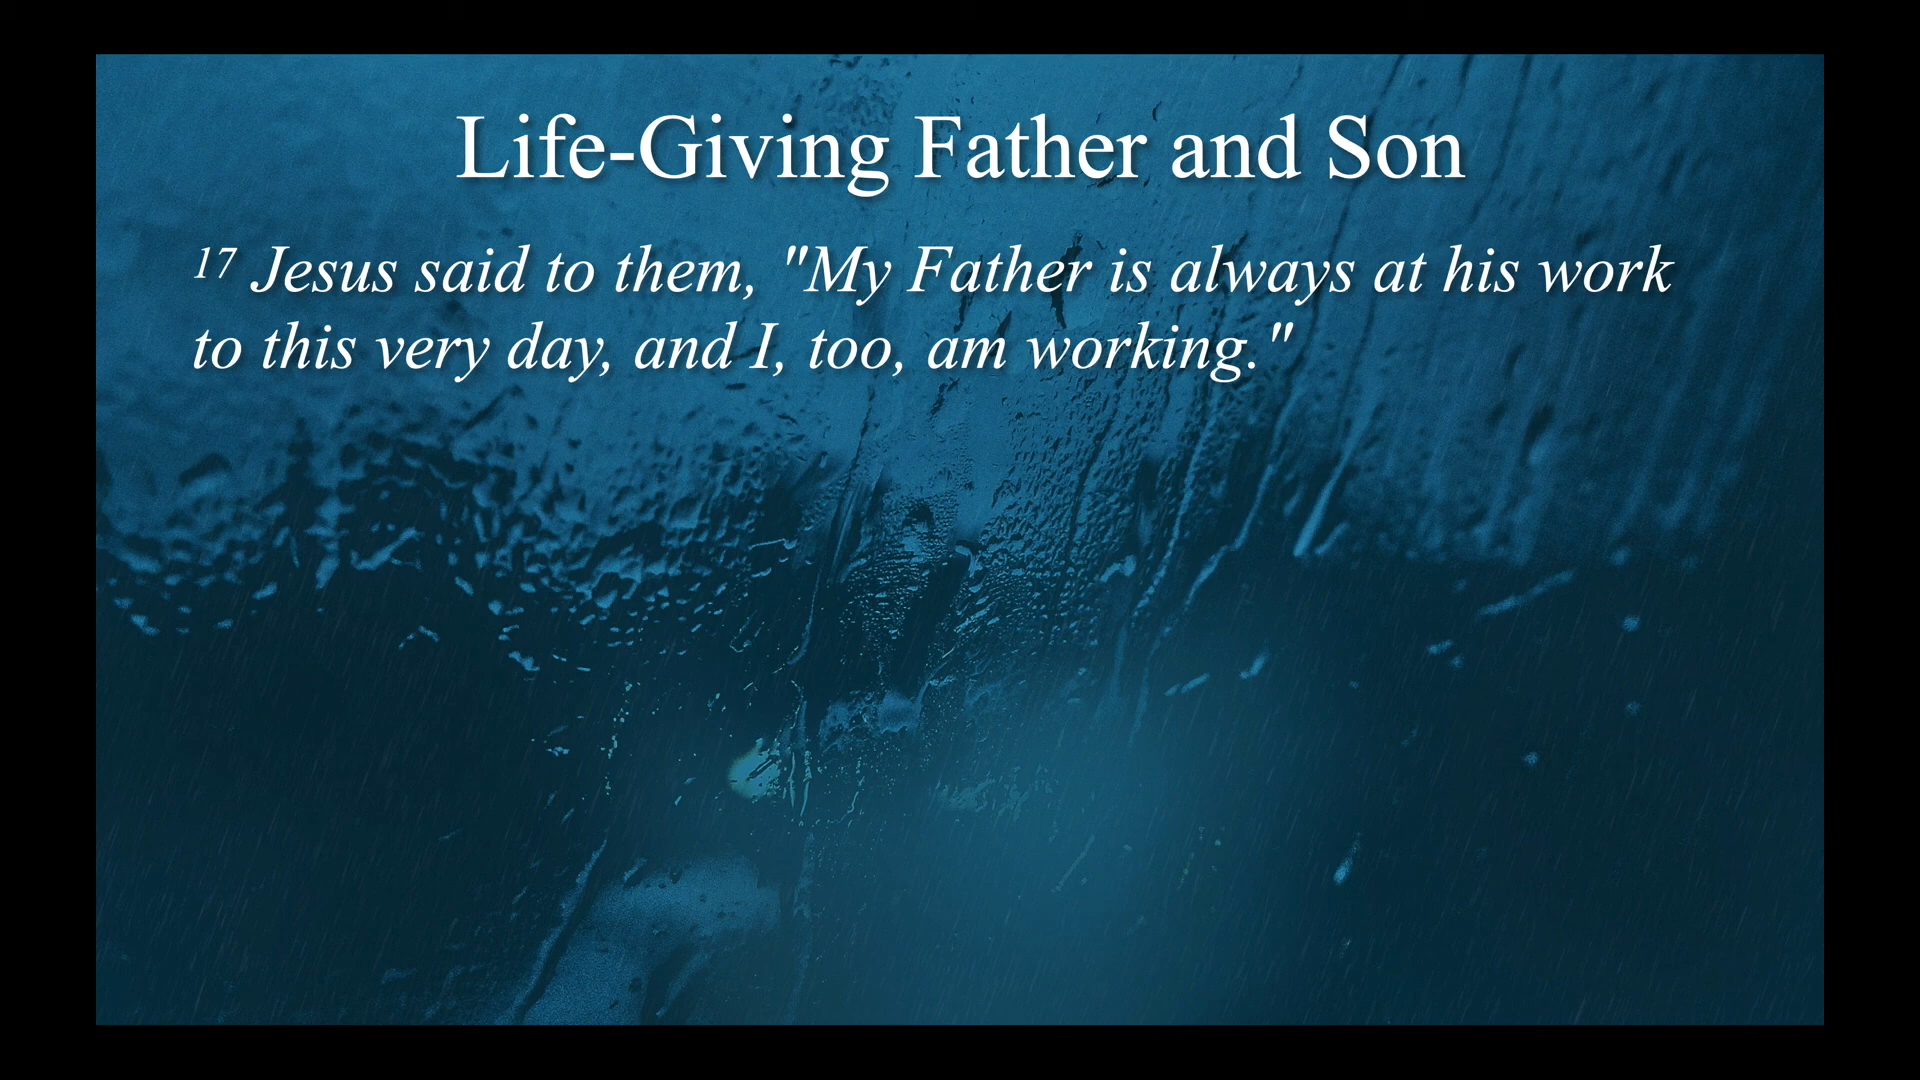 Life-Giving Father and Son
17 Jesus said to them, "My Father is always at his work
to this very day, and I, too, am working."